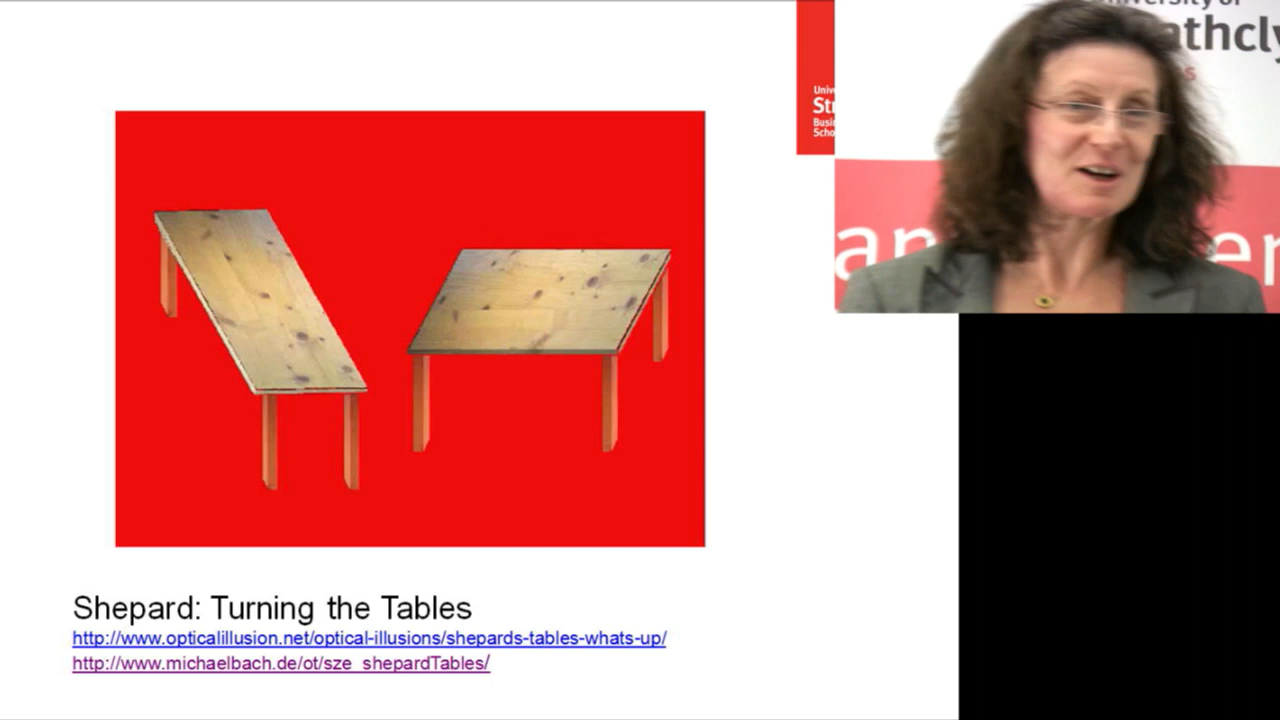 Shepard: Turning the Tables
http://www.opticalillusion.net/optical-illusions/shepards-tables-whats-up/
http://www.michaelbach.de/ot/sze_shepardTables/